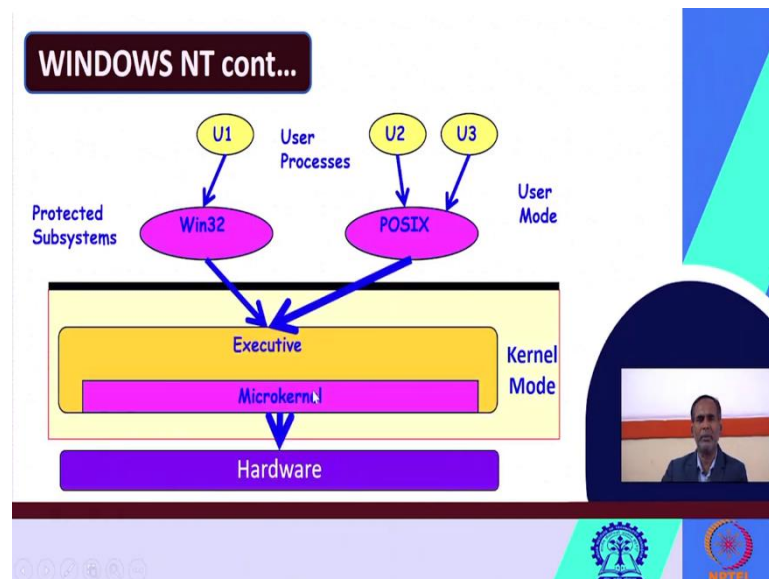 WINDOWS NT cont...
U1
User
Processes
U2
U3
User
Mode
Protected
Subsystems
Win32
POSIX
Executive
Kernel
Mode
Microkernel
Hardware
NPTEL